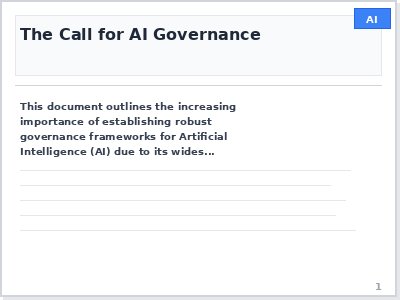 AI
The Call for AI Governance
This document outlines the increasing
importance of establishing robust
governance frameworks for Artificial
Intelligence (AI) due to its wides...
1